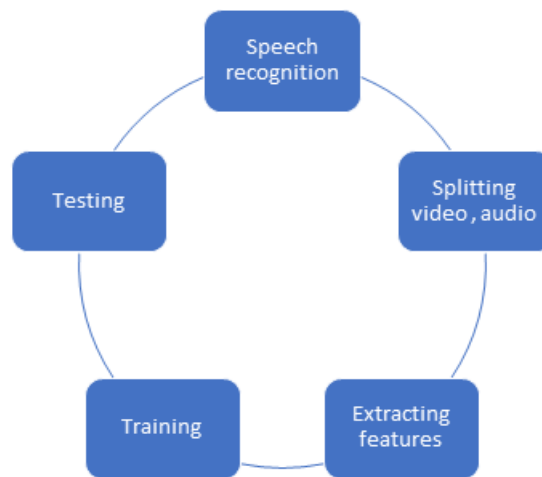 Speech
recognition
Splitting
video, audio
Extracting
features
Training
Testing